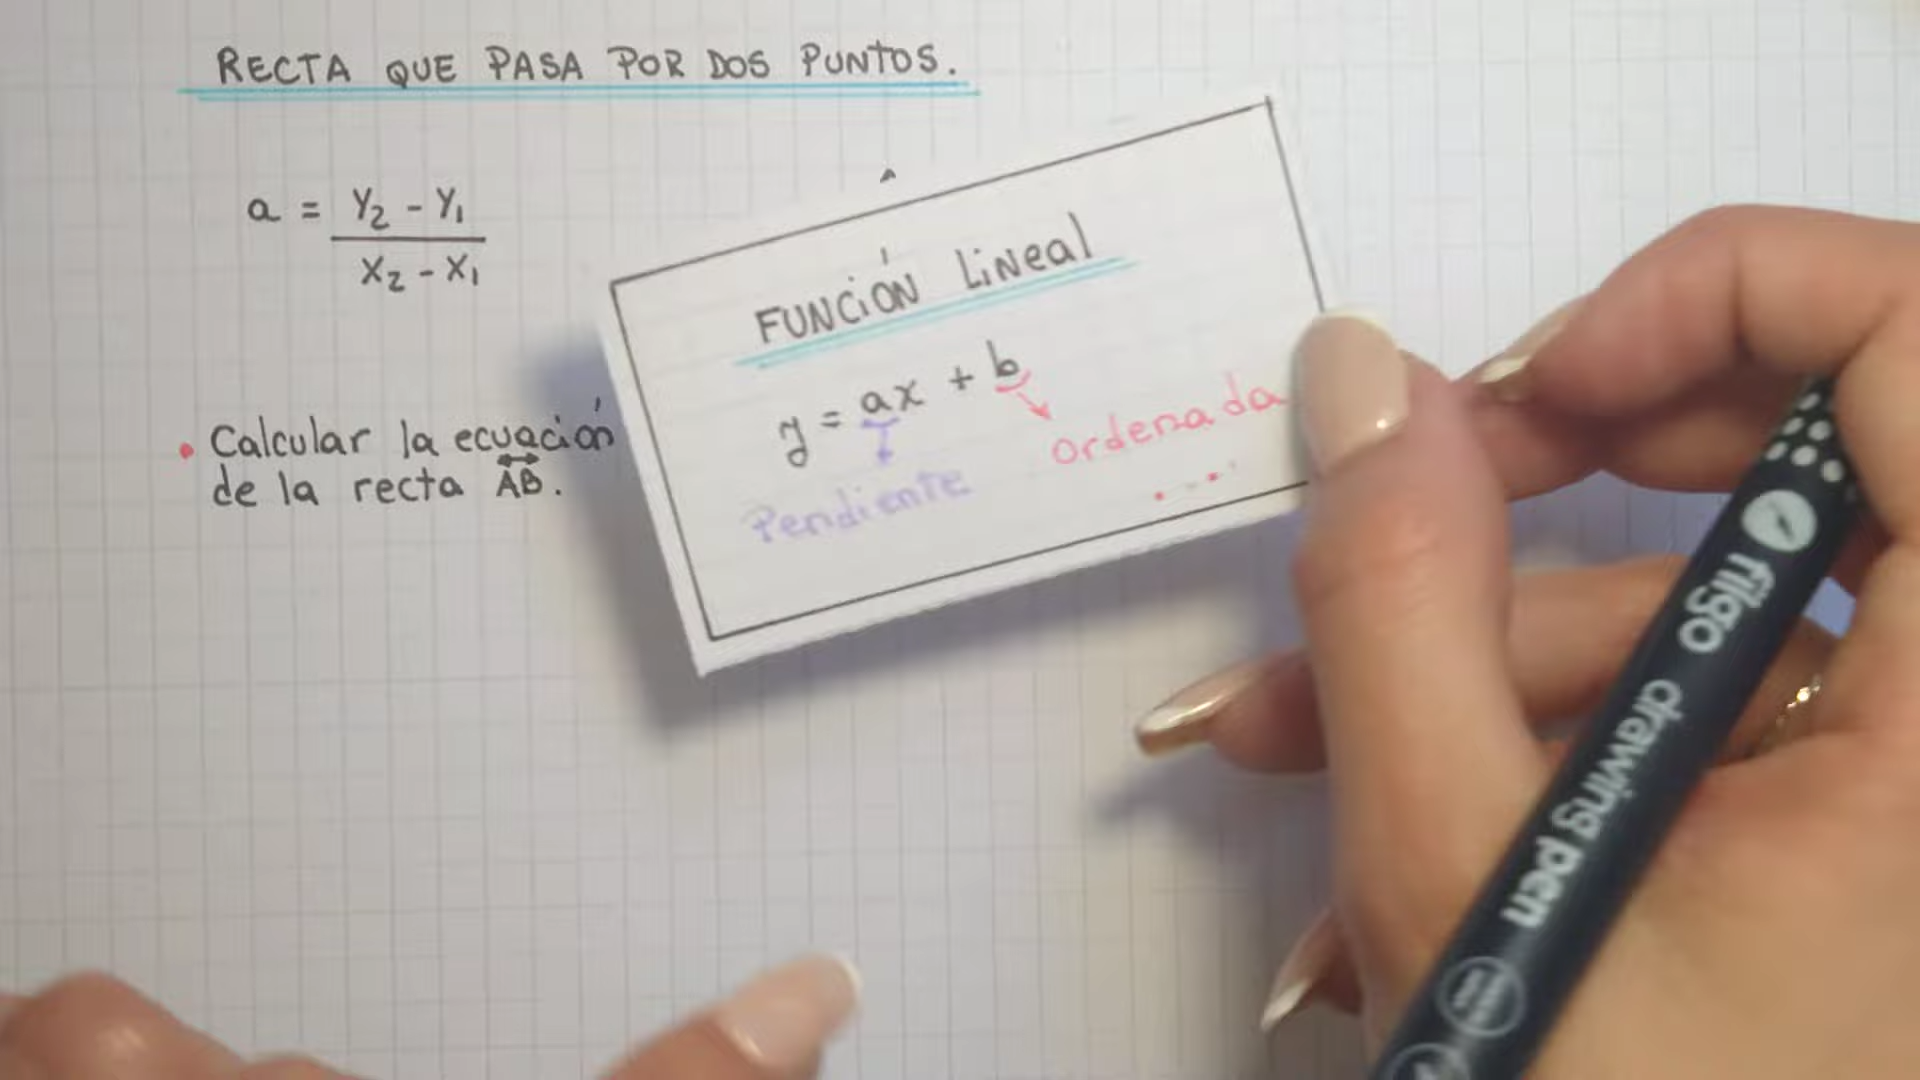 RECTA QUE PASA POR DOS PUNTOS.
a = Y₂ - Y₁
X₂ - X₁
• Calcular la ecuación
de la recta AB.
FUNCIÓN Lineal
y = ax + b
Pendiente
Ordenada
filgo drawing pen